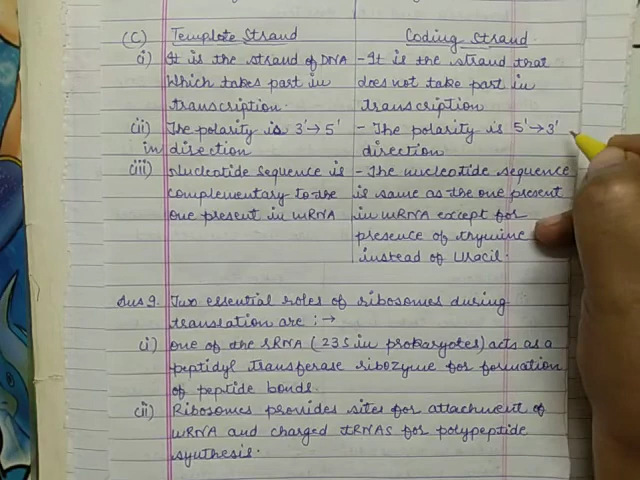 (C) Template Strand Coding Strand
i) It is the strand of DNA - It is the strand that
which takes part in does not take part in
transcription. transcription
(ii) The polarity is 3'→5' - The polarity is 5'→3'
in direction direction
(iii) Nucleotide sequence is - The nucleotide sequence
complementary to the is same as the one present
one present in mRNA in mRNA except for
presence of thymine
instead of Uracil.
Ans 9. Two essential roles of ribosomes during
translation are :→
(i) One of the rRNA (23S in prokaryotes) acts as a
peptidyl transferase ribozyme for formation
of peptide bonds.
(ii) Ribosomes provides sites for attachment of
mRNA and charged tRNAs for polypeptide
synthesis.